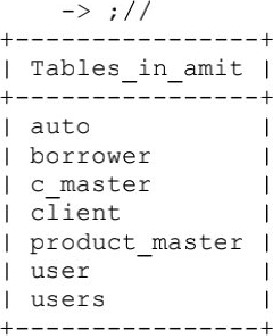 -> ;//
+----------------+
| Tables_in_amit |
+----------------+
| auto           |
| borrower       |
| c_master       |
| client         |
| product_master |
| user           |
| users          |
+----------------+